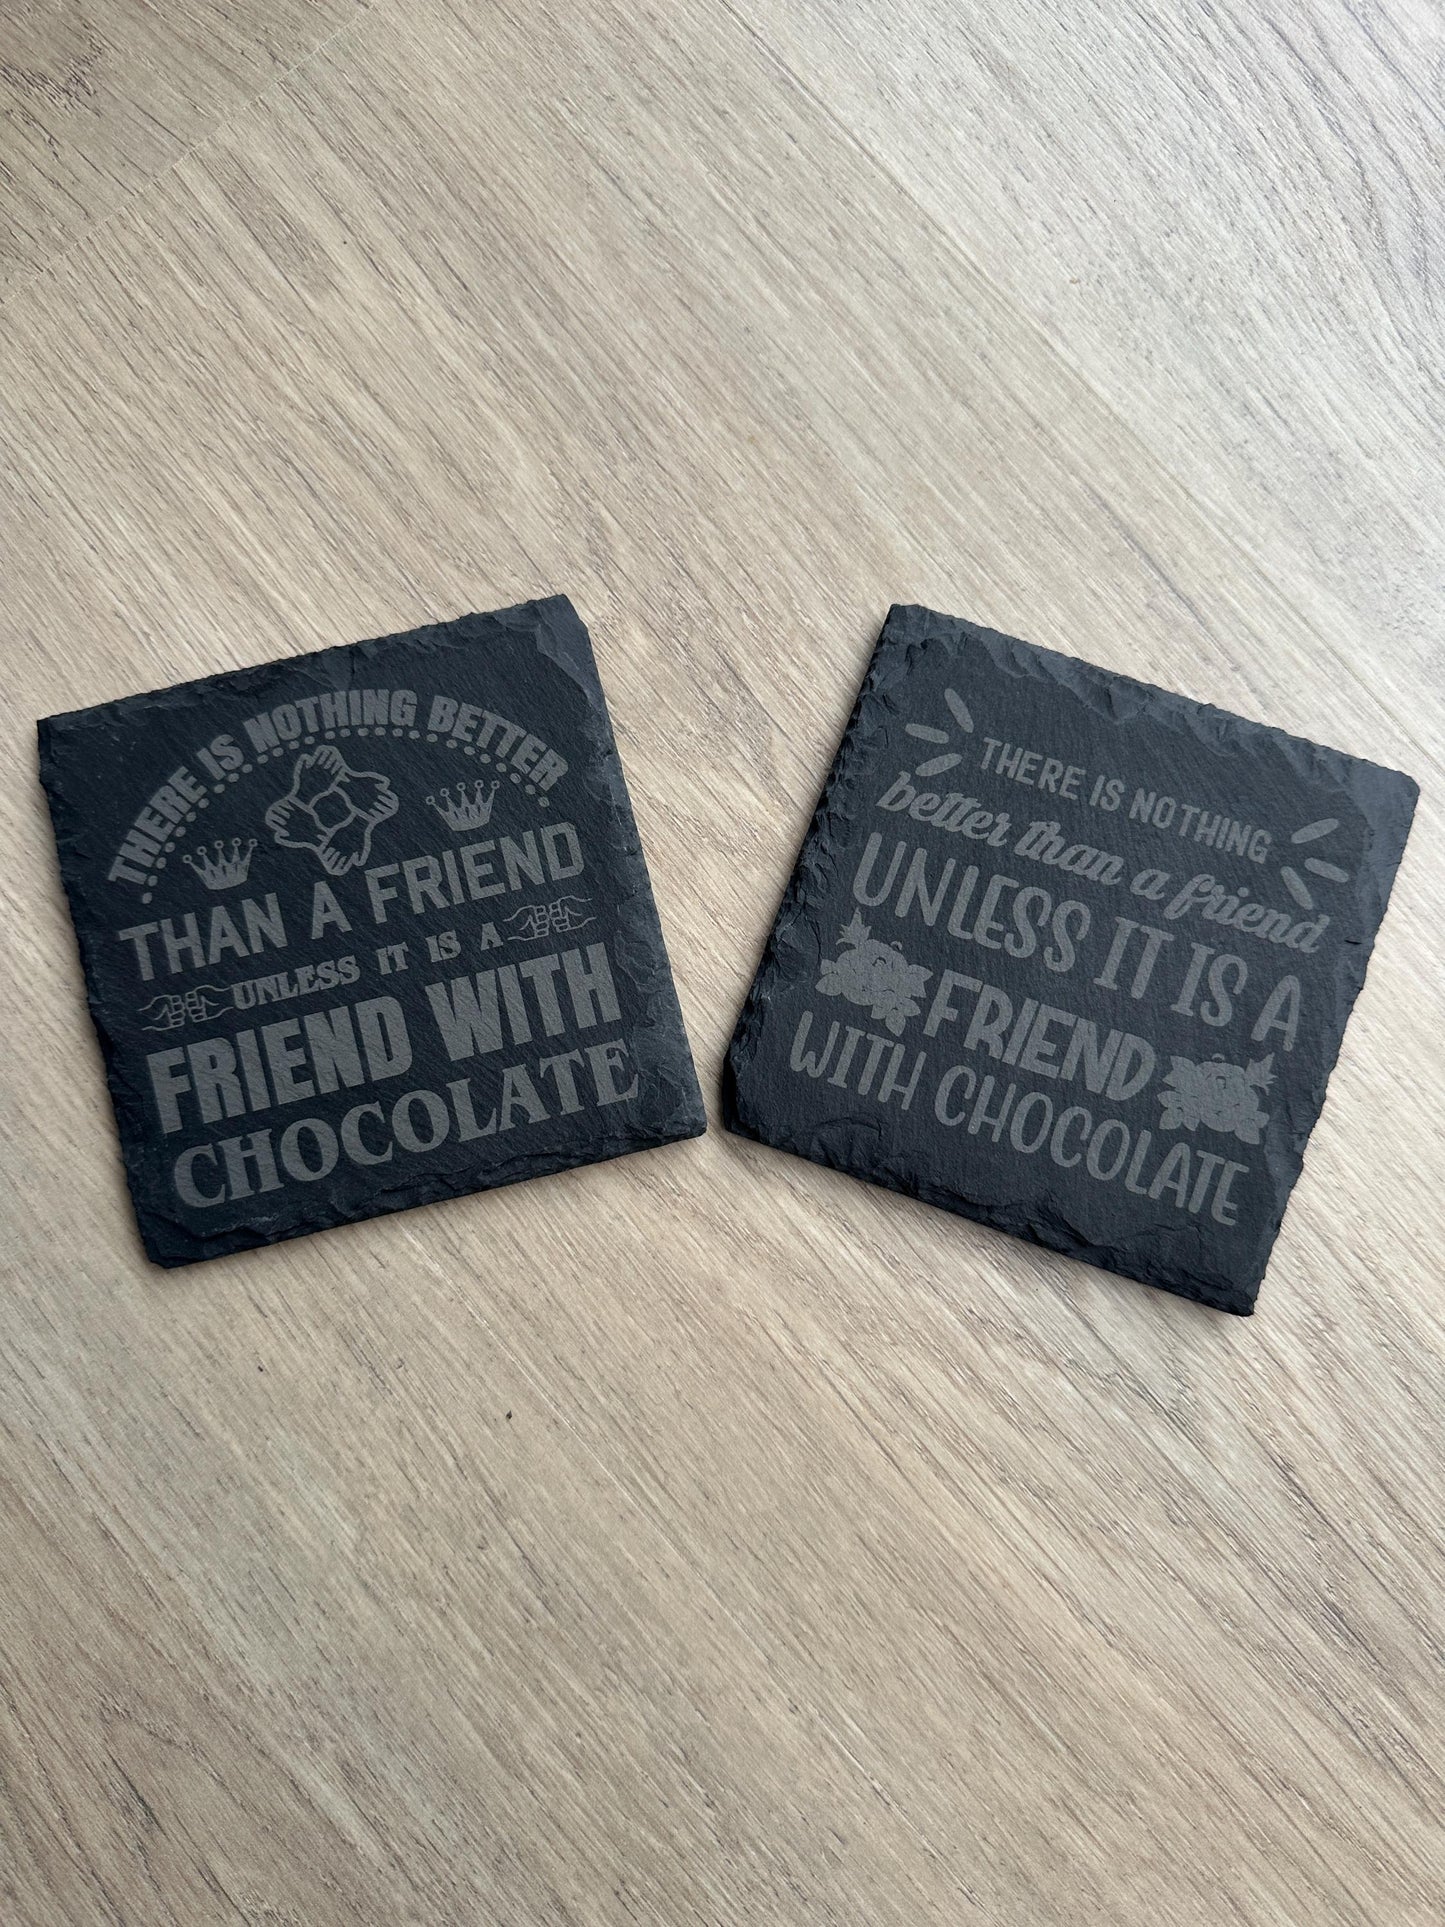 THERE IS NOTHING BETTER
THAN A FRIEND
UNLESS IT IS A
FRIEND WITH
CHOCOLATE
THERE IS NOTHING
better than a friend
UNLESS IT IS A
FRIEND
WITH CHOCOLATE